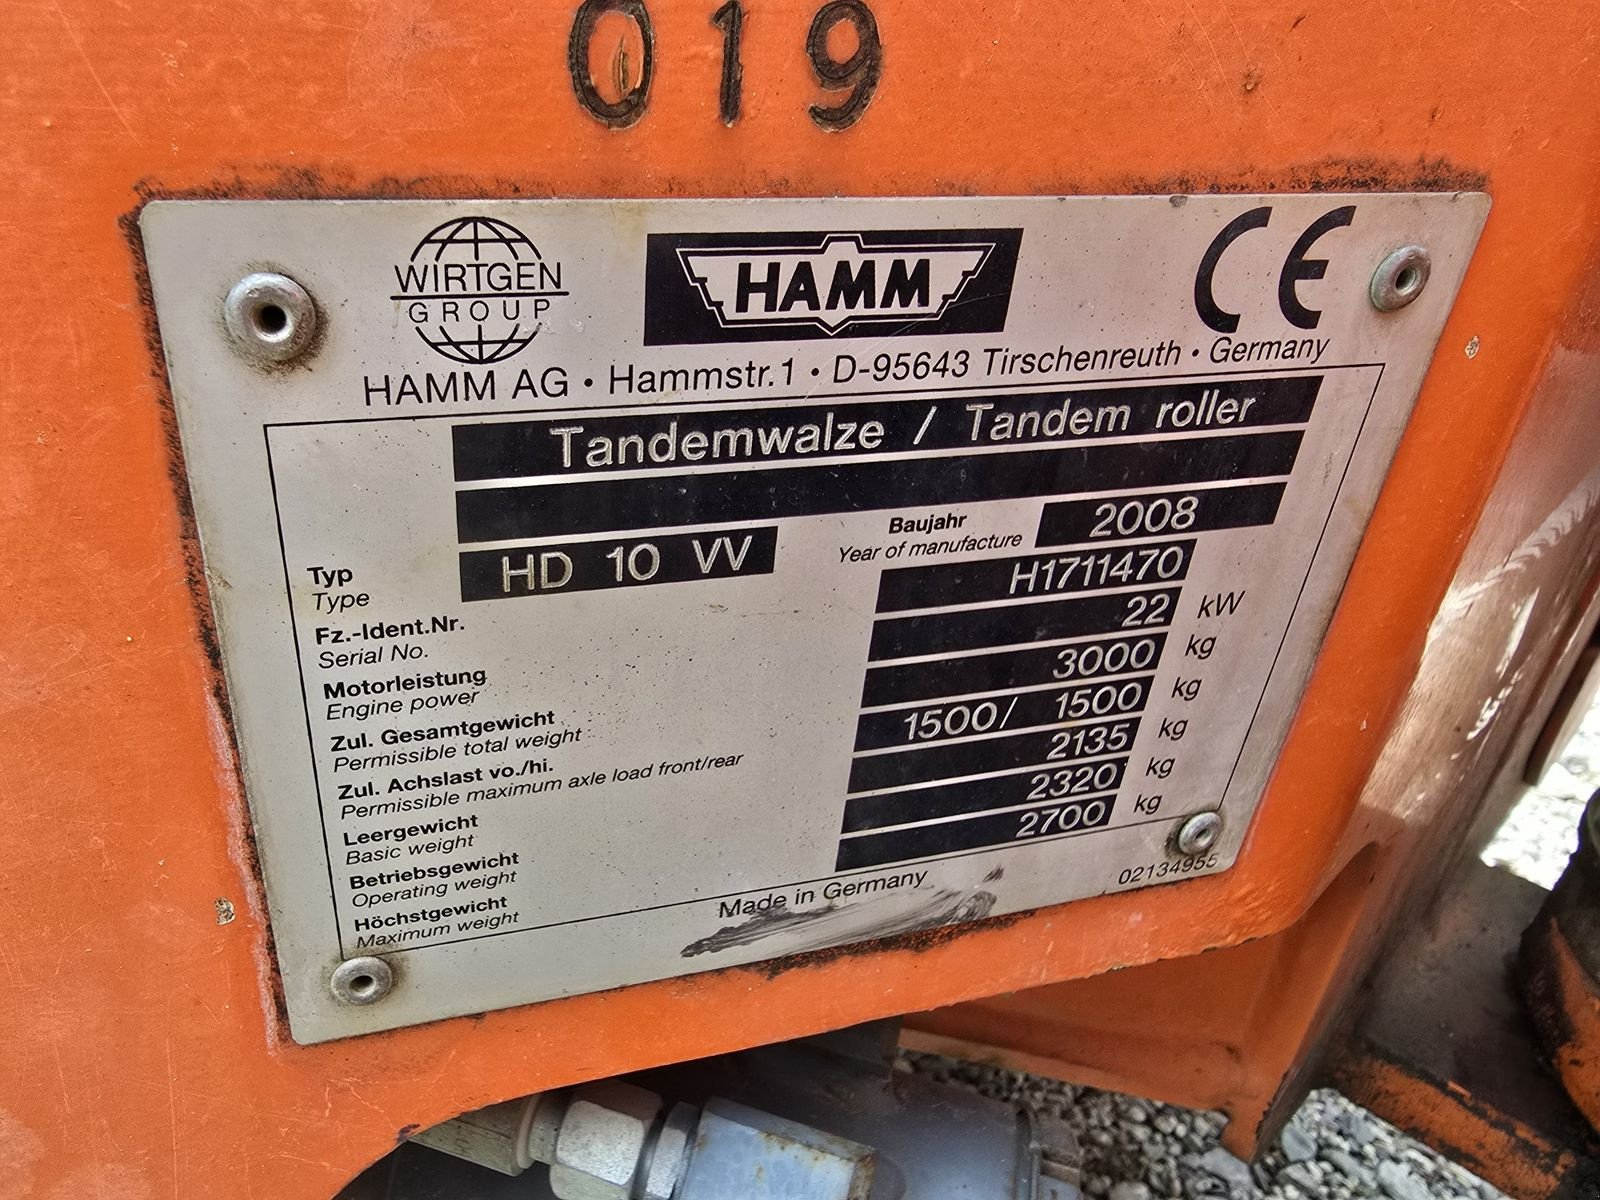 019
WIRTGEN
GROUP
HAMM
CE
HAMM AG • Hammstr.1 • D-95643 Tirschenreuth • Germany
Tandemwalze / Tandem roller
Typ
Type
HD 10 VV
Baujahr
Year of manufacture
2008
Fz.-Ident.Nr.
Serial No.
H1711470
Motorleistung
Engine power
22 kW
Zul. Gesamtgewicht
Permissible total weight
3000 kg
Zul. Achslast vo./hi.
Permissible maximum axle load front/rear
1500/ 1500 kg
Leergewicht
Basic weight
2135 kg
Betriebsgewicht
Operating weight
2320 kg
Höchstgewicht
Maximum weight
2700 kg
Made in Germany
02134955